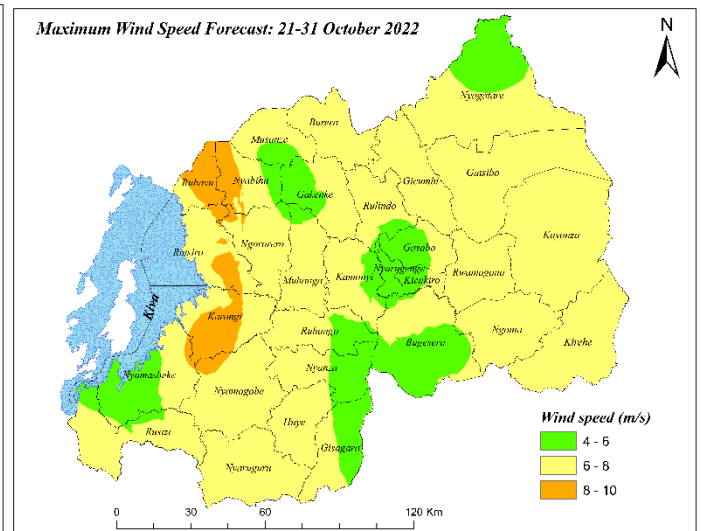 Maximum Wind Speed Forecast: 21-31 October 2022
N
Nyagatare
Burera
Musanze
Rubavu
Nyabihu
Gakenke
Gicumbi
Gatsibo
Rulindo
Kayonza
Rutsiro
Ngororero
Gasabo
Nyarugenge
Kicukiro
Rwamagana
Muhanga
Kamonyi
Kivu
Karongi
Ruhango
Bugesera
Ngoma
Kirehe
Nyamasheke
Nyanza
Nyamagabe
Rusizi
Huye
Gisagara
Nyaruguru
Wind speed (m/s)
4 - 6
6 - 8
8 - 10
0 30 60 120 Km